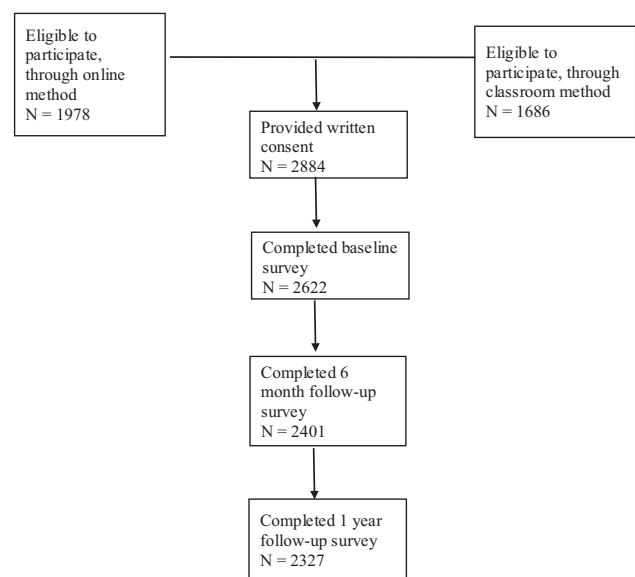 Eligible to
participate, through
online
method
N = 1978
Eligible to
participate, through
classroom method
N = 1686
Provided written
consent
N = 2884
Completed baseline
survey
N = 2622
Completed 6
month follow-up
survey
N = 2401
Completed 1 year
follow-up survey
N = 2327